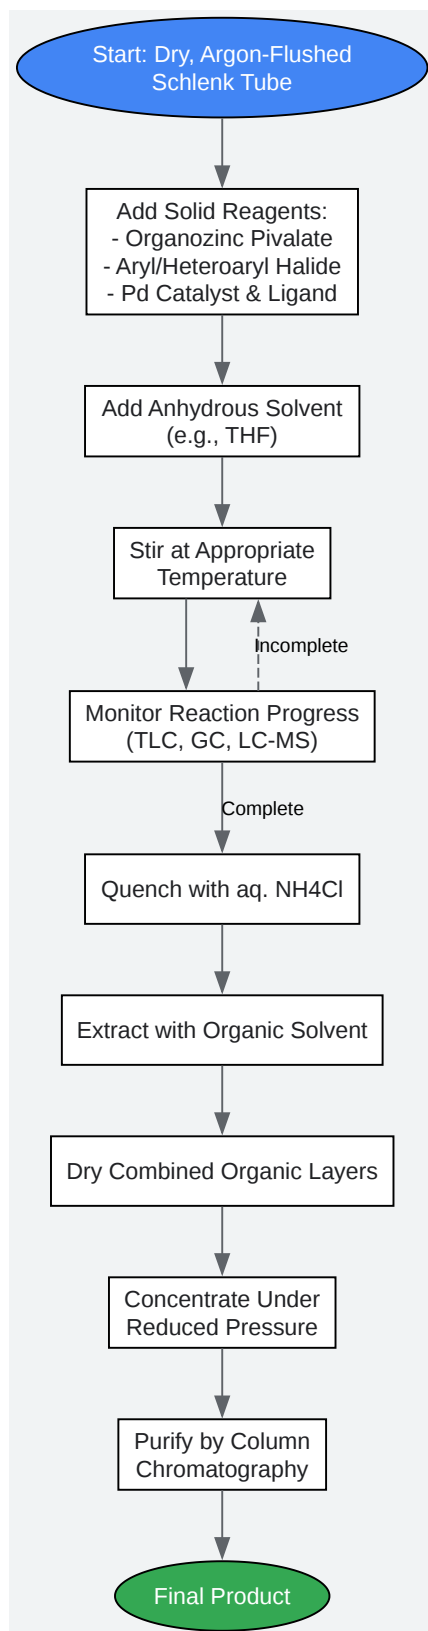 Start: Dry, Argon-Flushed
Schlenk Tube
Add Solid Reagents:
- Organozinc Pivalate
- Aryl/Heteroaryl Halide
- Pd Catalyst & Ligand
Add Anhydrous Solvent
(e.g., THF)
Stir at Appropriate
Temperature
Incomplete
Monitor Reaction Progress
(TLC, GC, LC-MS)
Complete
Quench with aq. NH4Cl
Extract with Organic Solvent
Dry Combined Organic Layers
Concentrate Under
Reduced Pressure
Purify by Column
Chromatography
Final Product